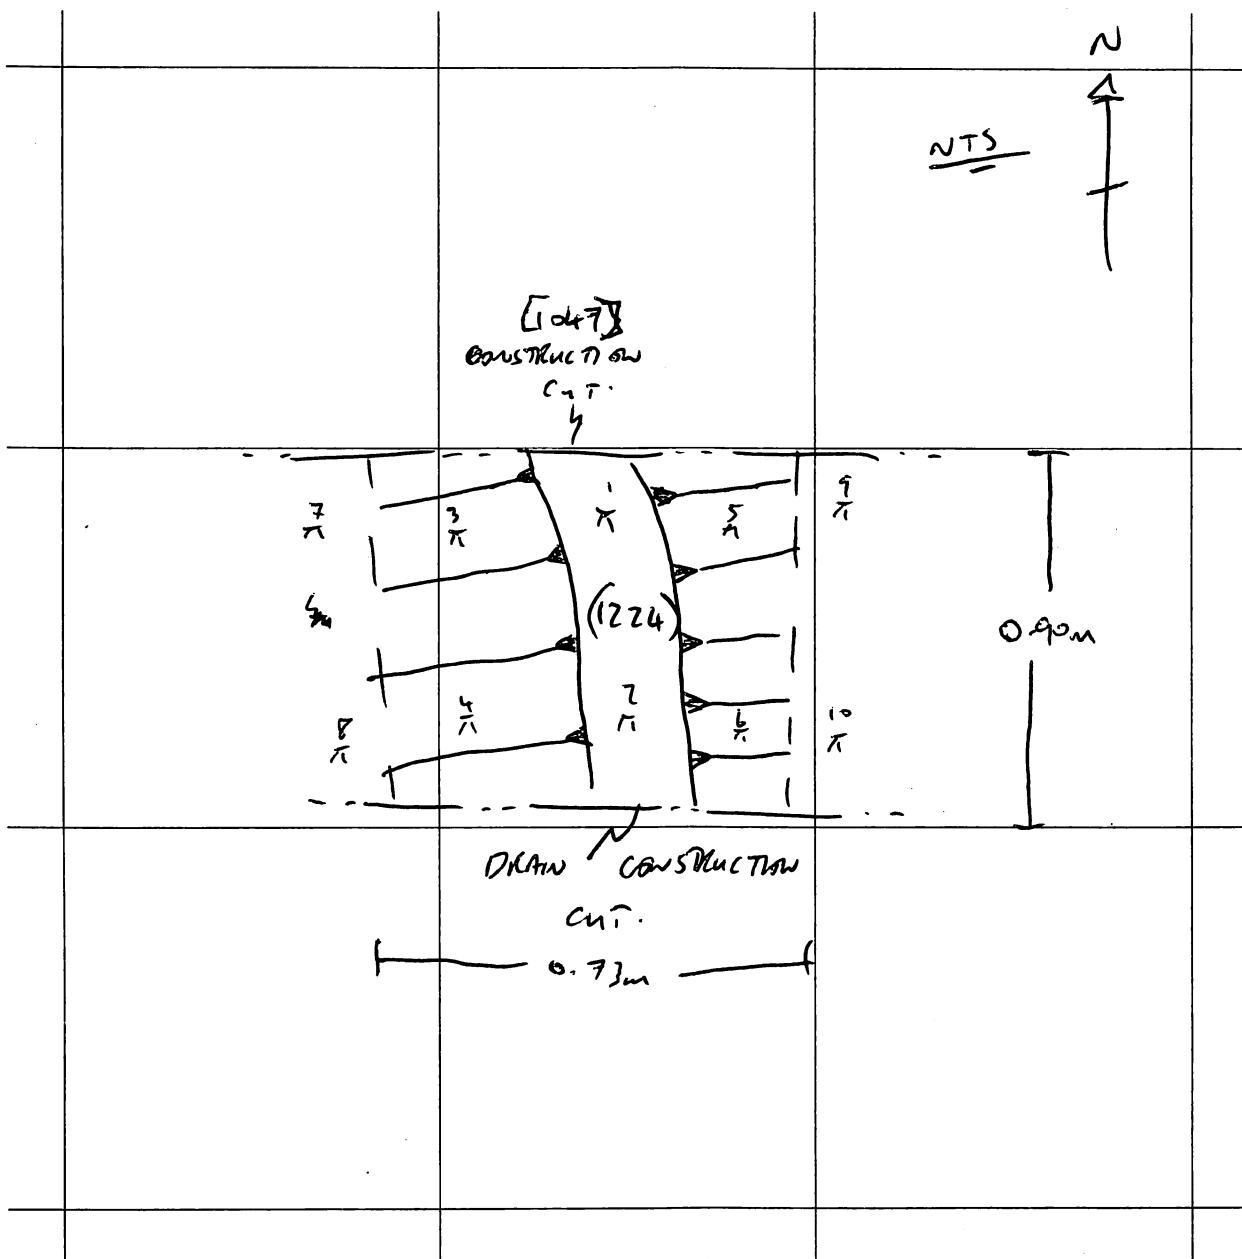 N
NTS
[1047]
CONSTRUCTION
CUT.
7 3 1 5 9
(1224)
0.90m
8 4 2 6 10
DRAIN CONSTRUCTION
CUT.
0.73m